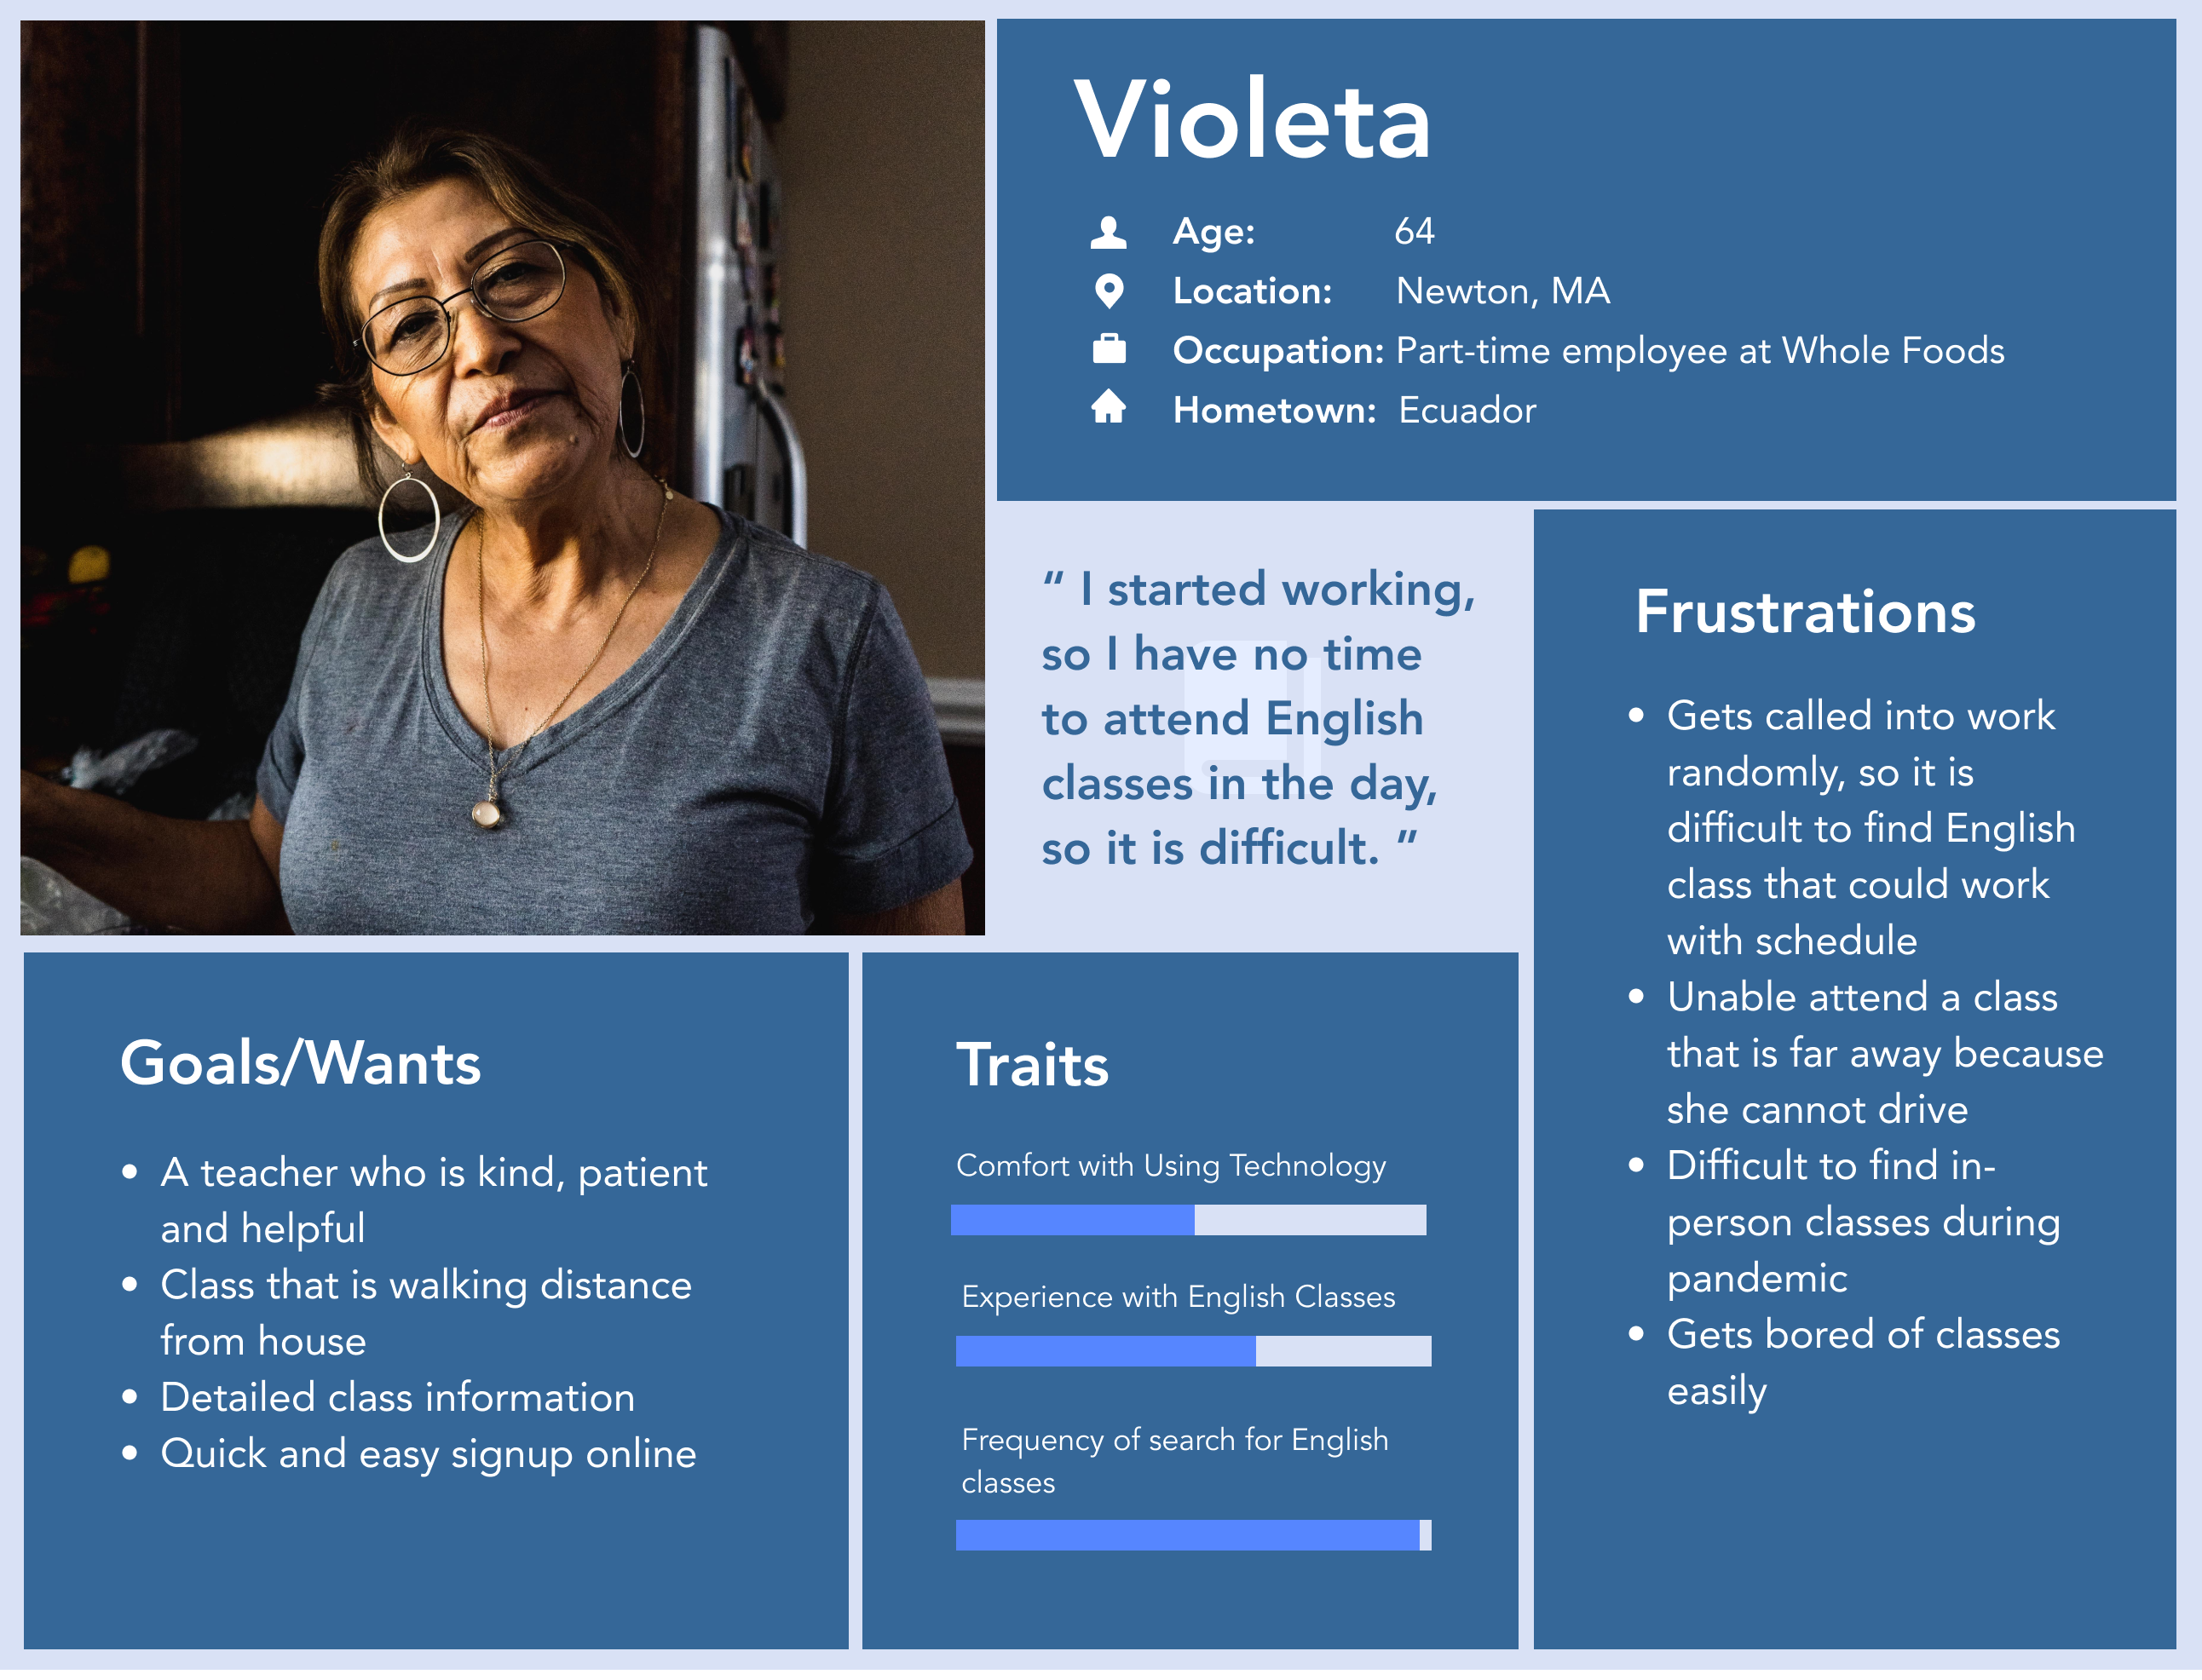 Violeta
Age: 64
Location: Newton, MA
Occupation: Part-time employee at Whole Foods
Hometown: Ecuador
“ I started working,
so I have no time
to attend English
classes in the day,
so it is difficult. ”
Frustrations
• Gets called into work
randomly, so it is
difficult to find English
class that could work
with schedule
• Unable attend a class
that is far away because
she cannot drive
• Difficult to find in-
person classes during
pandemic
• Gets bored of classes
easily
Goals/Wants
• A teacher who is kind, patient
and helpful
• Class that is walking distance
from house
• Detailed class information
• Quick and easy signup online
Traits
Comfort with Using Technology
Experience with English Classes
Frequency of search for English
classes